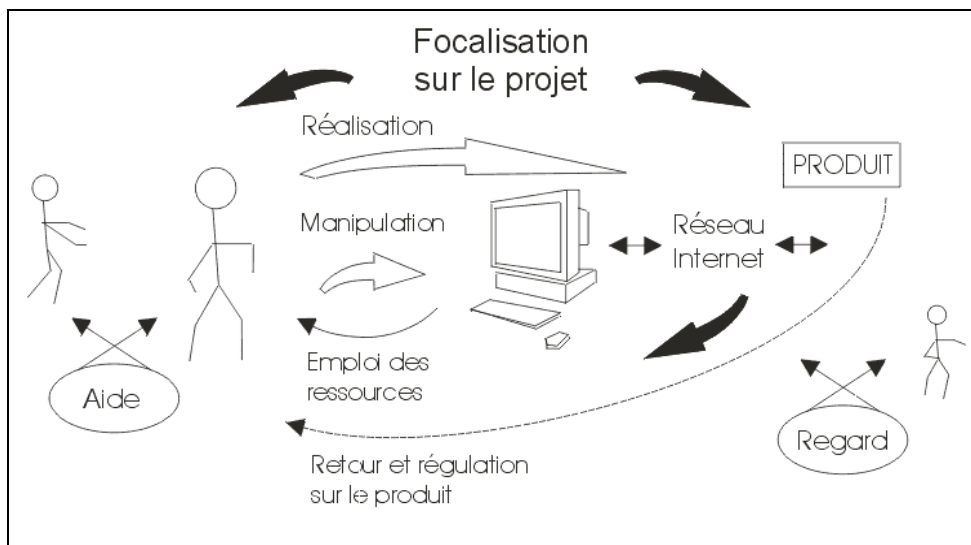 Focalisation
sur le projet
Réalisation
PRODUIT
Manipulation
Réseau
Internet
Emploi des
ressources
Aide
Regard
Retour et régulation
sur le produit